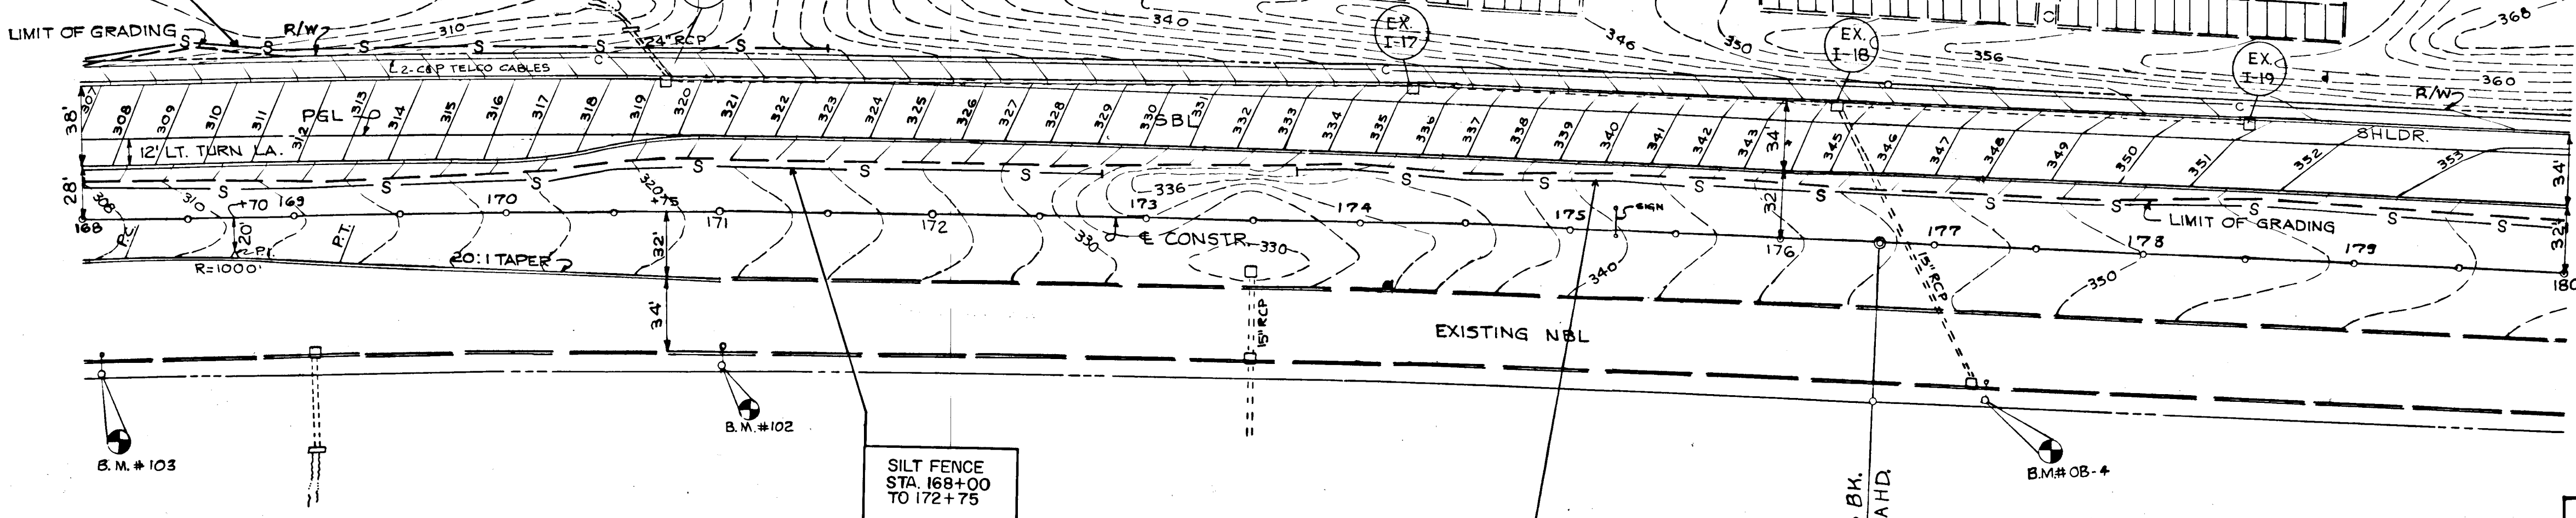 LIMIT OF GRADING
R/W
310
24" RCP
340
EX.
I-17
346
350
EX.
I-18
356
EX.
I-19
368
360
R/W
2-C&P TELCO CABLES
C
C
C
S S S S S S
38'
307 308 309 310 311 312 313 314 315 316 317 318 319 320 321 322 323 324 325 326 327 328 329 330 331 332 333 334 335 336 337 338 339 340 341 342 343 345 346 347 348 349 350 351 352 353
PGL
SBL
34'
SHLDR.
34'
12' LT. TURN LA.
S S S S S S S S S S S S S S S
28'
308
310
320
336
32'
LIMIT OF GRADING
32'
168
+70
169
170
+75
171
172
173
174
175
SIGN
176
177
178
179
180
P.C.
20'
P.I.
P.T.
R=1000'
20:1 TAPER
32'
330
℄ CONSTR.
330
340
350
15" RCP
34'
15" RCP
EXISTING NBL
B.M.#103
B.M.#102
B.M.# OB-4
SILT FENCE
STA. 168+00
TO 172+75
BK.
AHD.